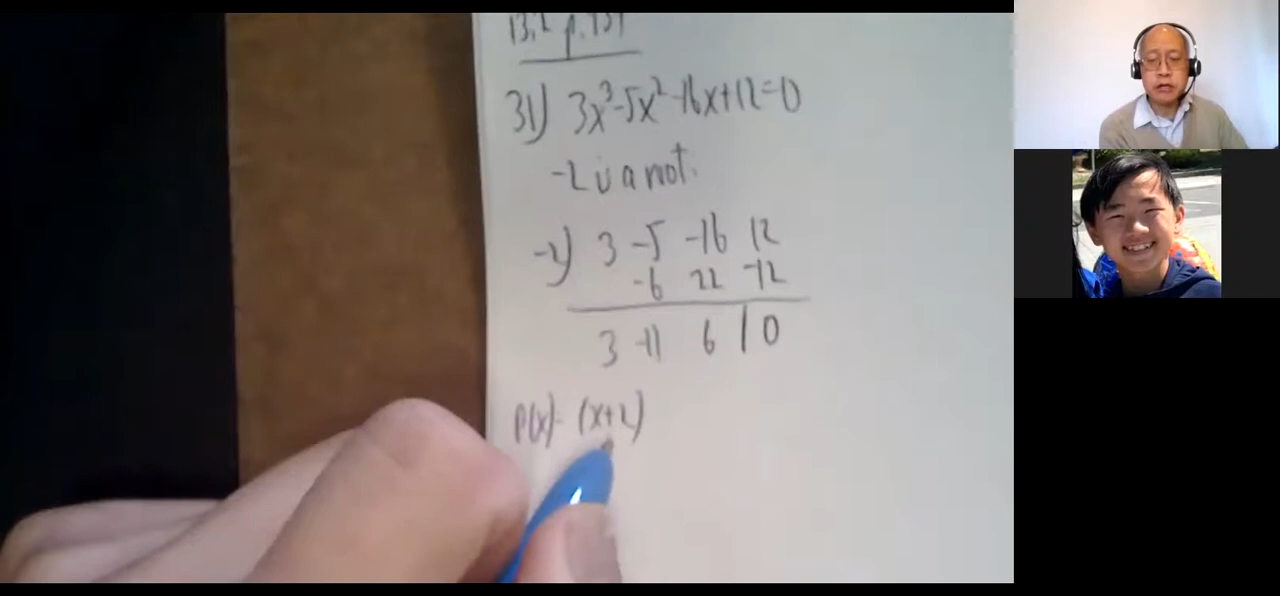 31) 3x³-5x²-16x+12=0
-2 is a root.
-2) 3 -5 -16 12
-6 22 -12
3 -11 6 | 0
P(x)= (x+2)